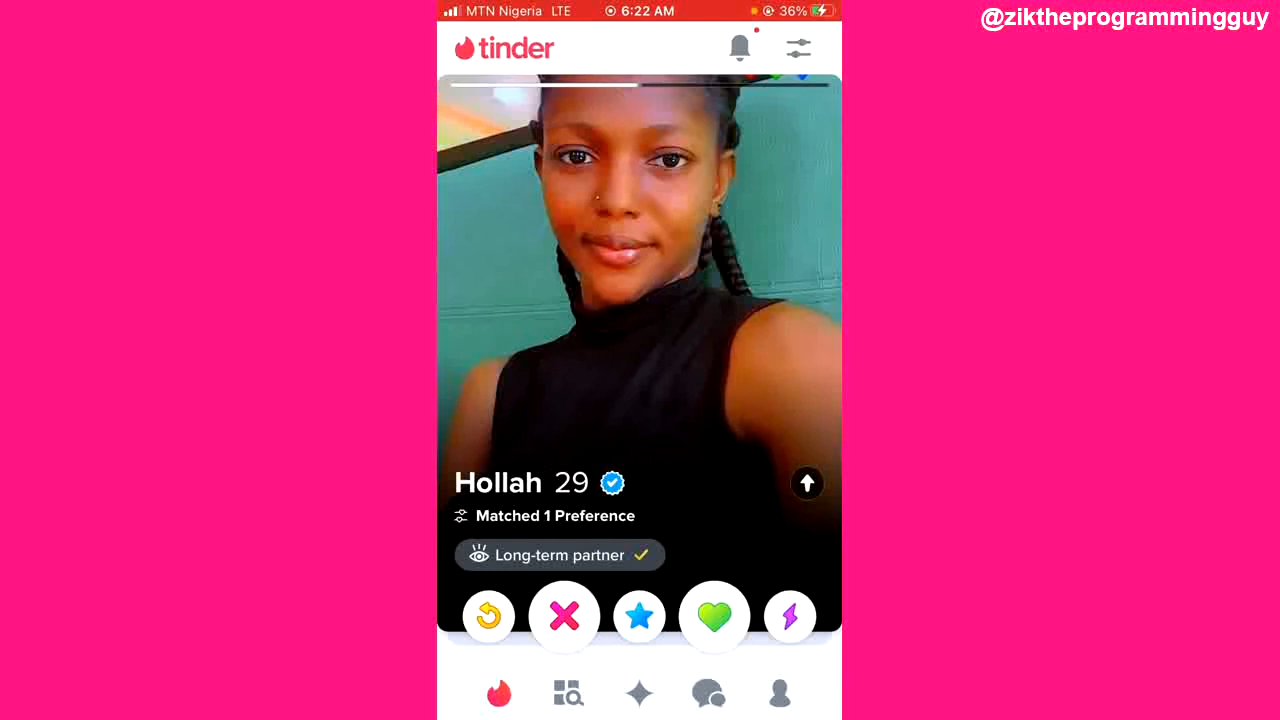 @ziktheprogrammingguy
MTN Nigeria LTE 6:22 AM 36%
tinder
Hollah 29
Matched 1 Preference
Long-term partner